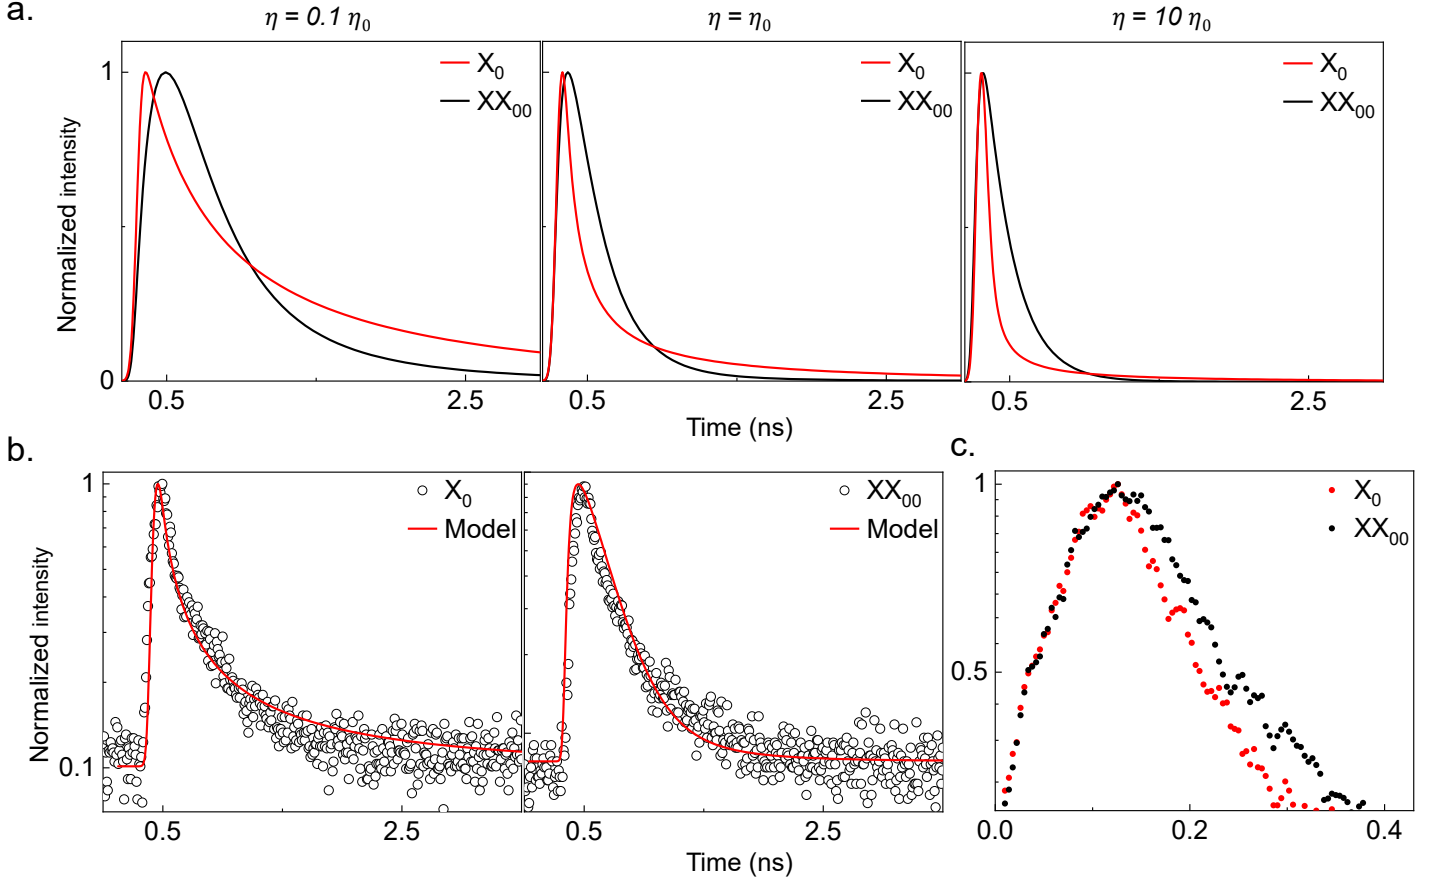 a.
η = 0.1 η₀
η = η₀
η = 10 η₀
Normalized intensity
1
0
X₀
XX₀₀
X₀
XX₀₀
X₀
XX₀₀
0.5
2.5
0.5
2.5
0.5
2.5
Time (ns)
b.
Normalized intensity
1
0.1
X₀
Model
XX₀₀
Model
0.5
2.5
0.5
2.5
Time (ns)
c.
1
0.5
X₀
XX₀₀
0.0
0.2
0.4